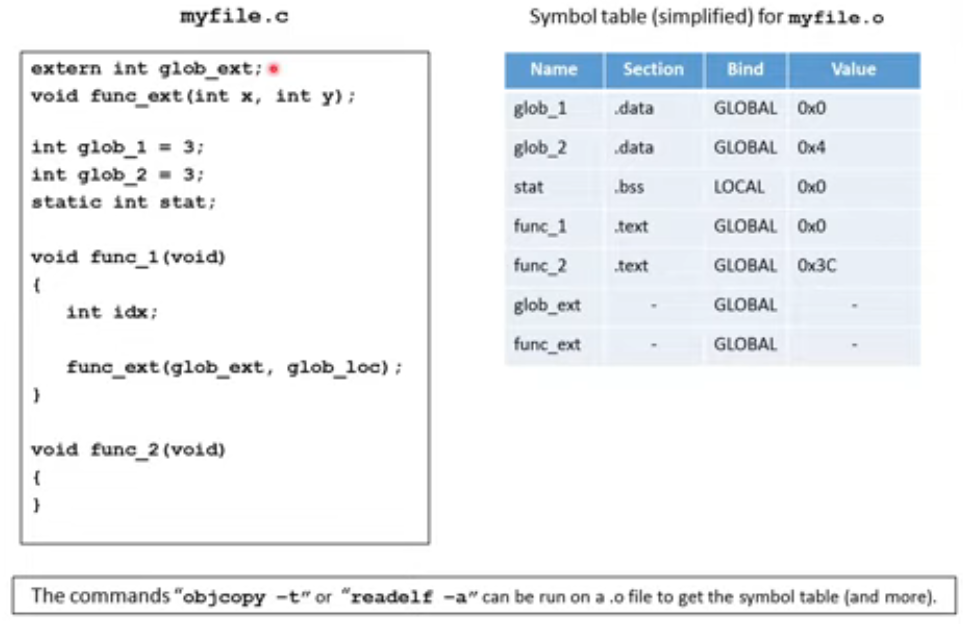 myfile.c
extern int glob_ext;
void func_ext(int x, int y);
int glob_1 = 3;
int glob_2 = 3;
static int stat;
void func_1(void)
{
int idx;
func_ext(glob_ext, glob_loc);
}
void func_2(void)
{
}
Symbol table (simplified) for myfile.o
Name Section Bind Value
glob_1 .data GLOBAL 0x0
glob_2 .data GLOBAL 0x4
stat .bss LOCAL 0x0
func_1 .text GLOBAL 0x0
func_2 .text GLOBAL 0x3C
glob_ext - GLOBAL -
func_ext - GLOBAL -
The commands “objcopy –t” or “readelf –a” can be run on a .o file to get the symbol table (and more).